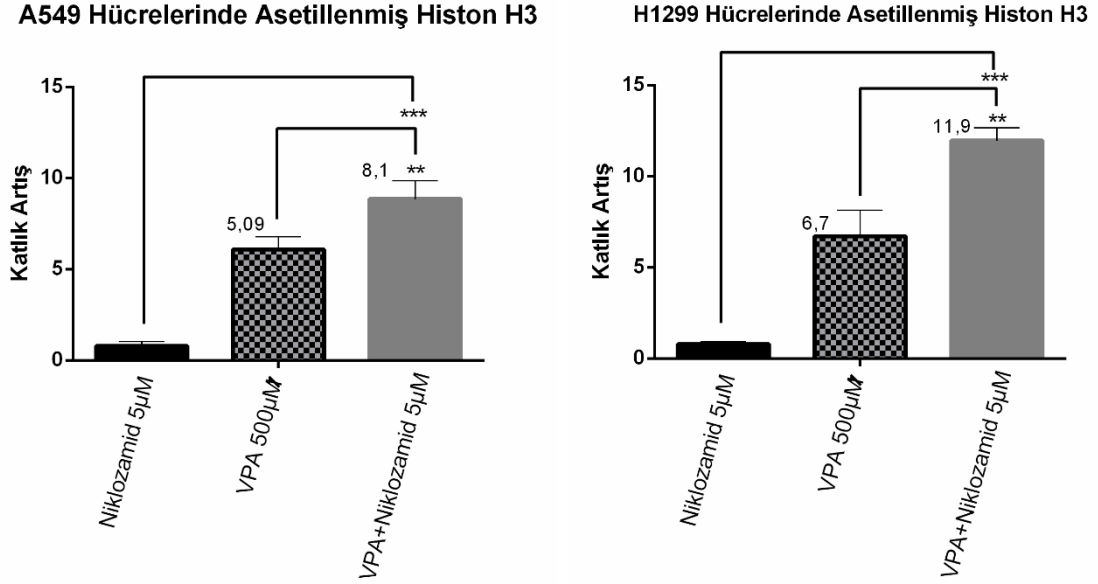 A549 Hücrelerinde Asetillenmiş Histon H3
Katlık Artış
15
10
5
0
***
**
5,09
8,1
Niklozamid 5µM
VPA 500µM
VPA+Niklozamid 5µM
H1299 Hücrelerinde Asetillenmiş Histon H3
Katlık Artış
15
10
5
0
***
**
6,7
11,9
Niklozamid 5µM
VPA 500µM
VPA+Niklozamid 5µM